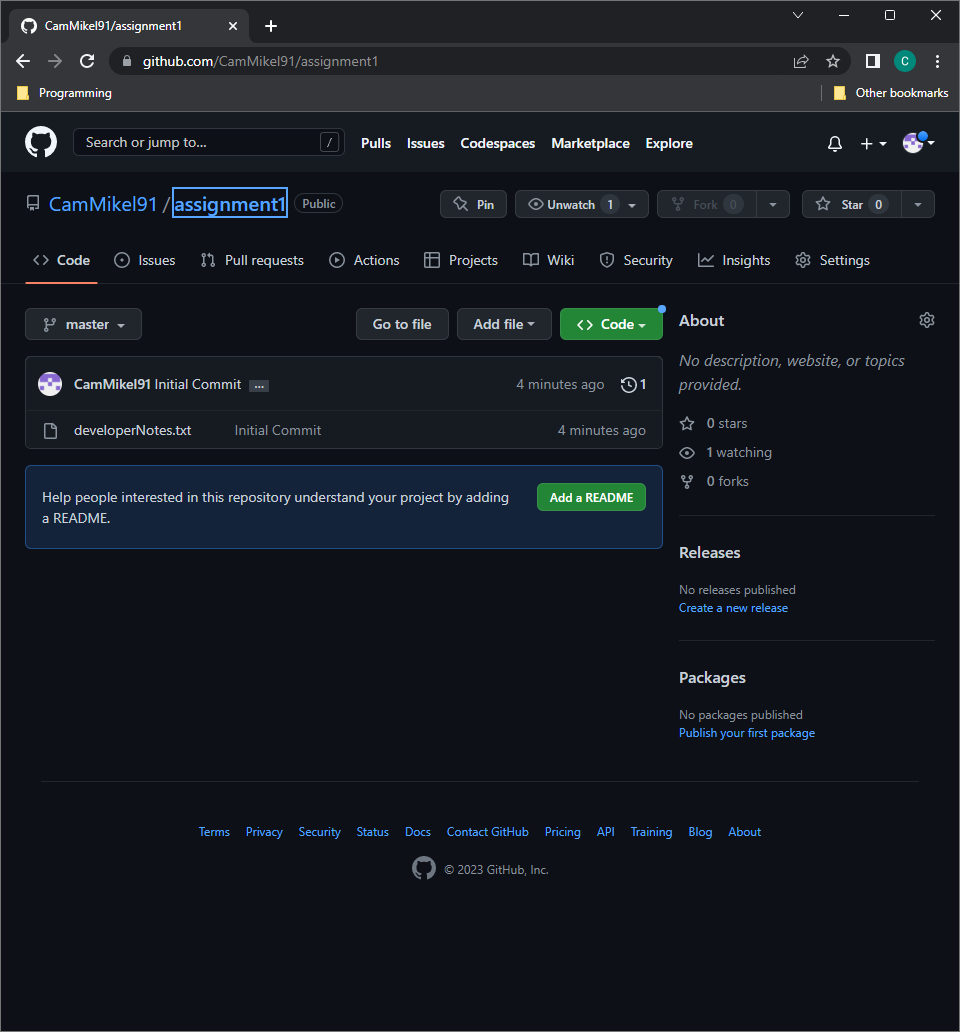 CamMikel91/assignment1
github.com/CamMikel91/assignment1
C
Programming
Other bookmarks
Search or jump to...
/
Pulls Issues Codespaces Marketplace Explore
CamMikel91 / assignment1 Public
Pin Unwatch 1 Fork 0 Star 0
Code Issues Pull requests Actions Projects Wiki Security Insights Settings
master Go to file Add file Code
CamMikel91 Initial Commit ... 4 minutes ago 1
developerNotes.txt Initial Commit 4 minutes ago
Help people interested in this repository understand your project by adding
a README.
Add a README
About
No description, website, or topics
provided.
0 stars
1 watching
0 forks
Releases
No releases published
Create a new release
Packages
No packages published
Publish your first package
Terms Privacy Security Status Docs Contact GitHub Pricing API Training Blog About
© 2023 GitHub, Inc.